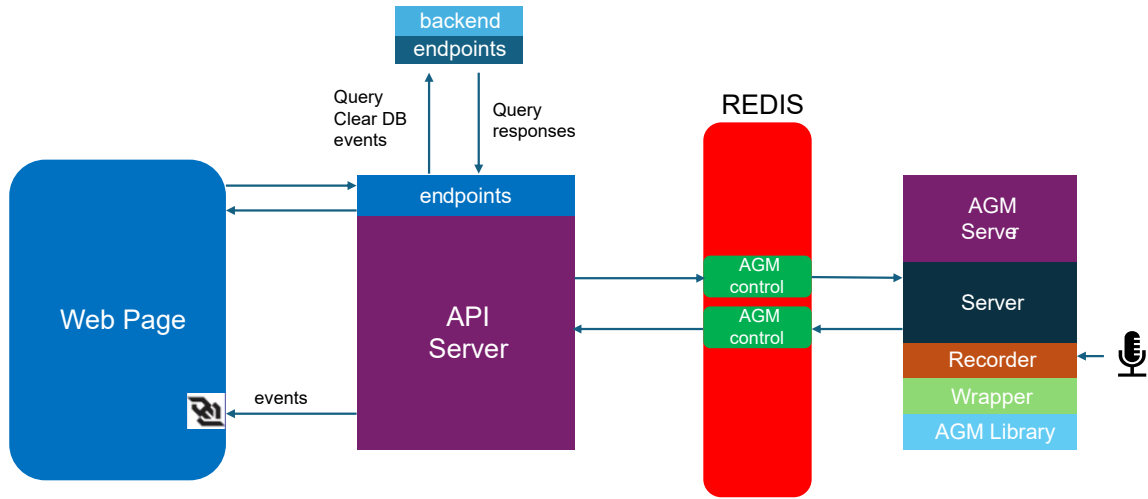 backend
endpoints
Query
Clear DB
events
Query
responses
REDIS
endpoints
AGM
Server
AGM
control
Server
Web Page
API
Server
AGM
control
Recorder
Wrapper
events
AGM Library